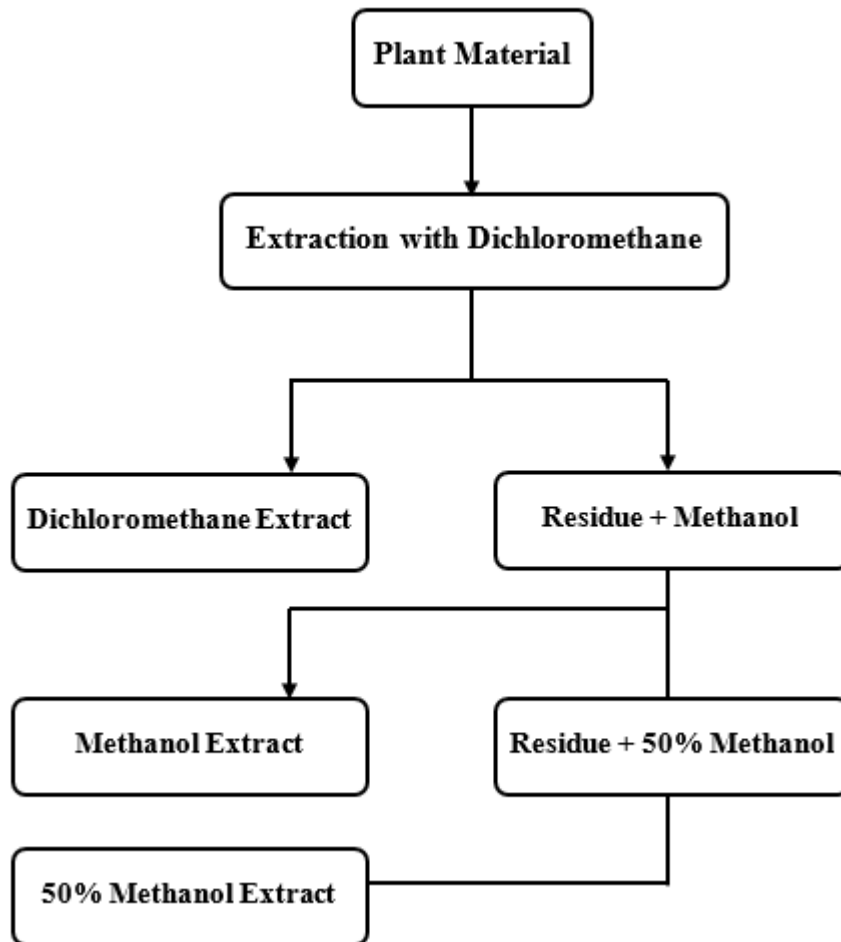 Plant Material
Extraction with Dichloromethane
Dichloromethane Extract
Residue + Methanol
Methanol Extract
Residue + 50% Methanol
50% Methanol Extract